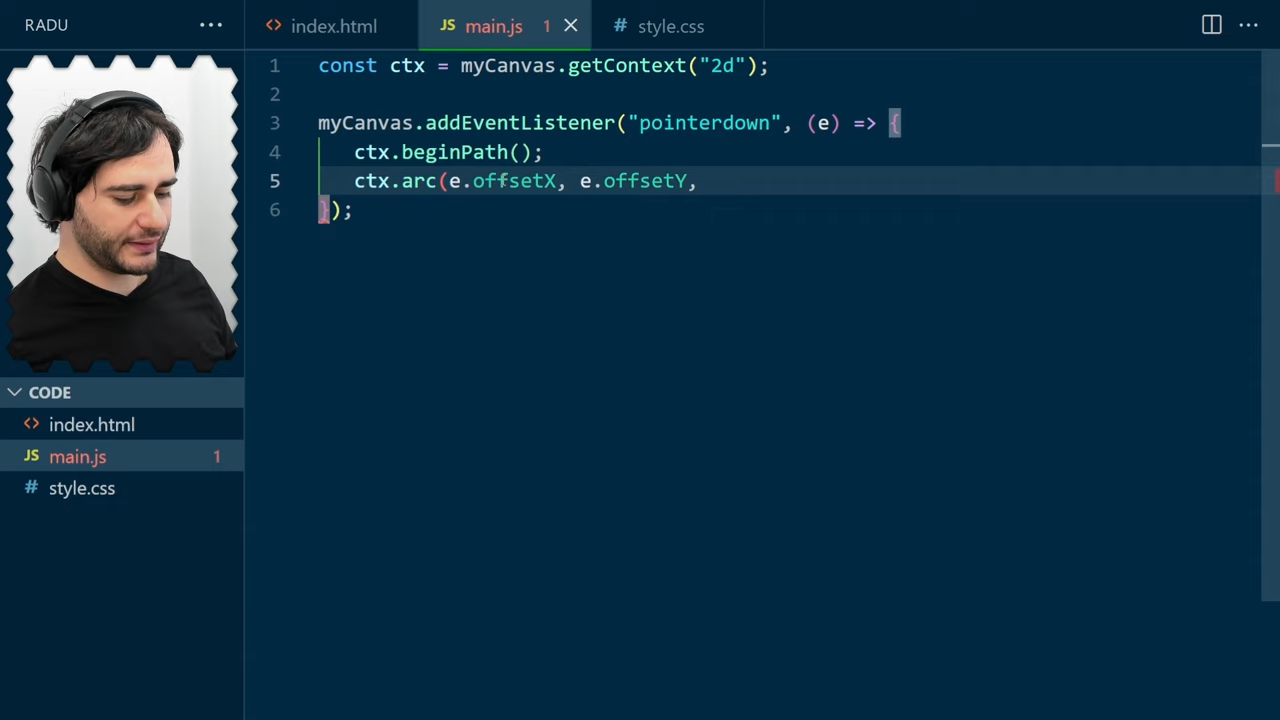 RADU
index.html
JS main.js 1
# style.css
1 const ctx = myCanvas.getContext("2d");
2
3 myCanvas.addEventListener("pointerdown", (e) => {
4 ctx.beginPath();
5 ctx.arc(e.offsetX, e.offsetY,
6 });
CODE
index.html
JS main.js 1
# style.css